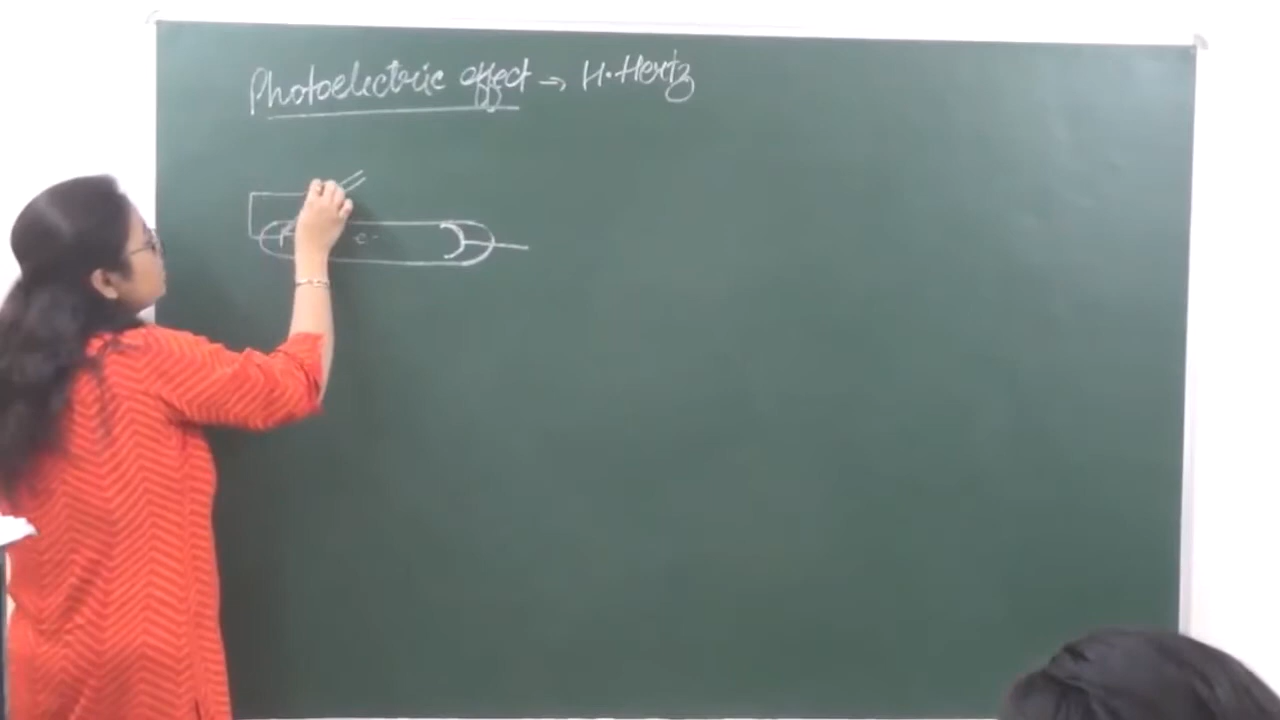 Photoelectric effect → H. Hertz
e-